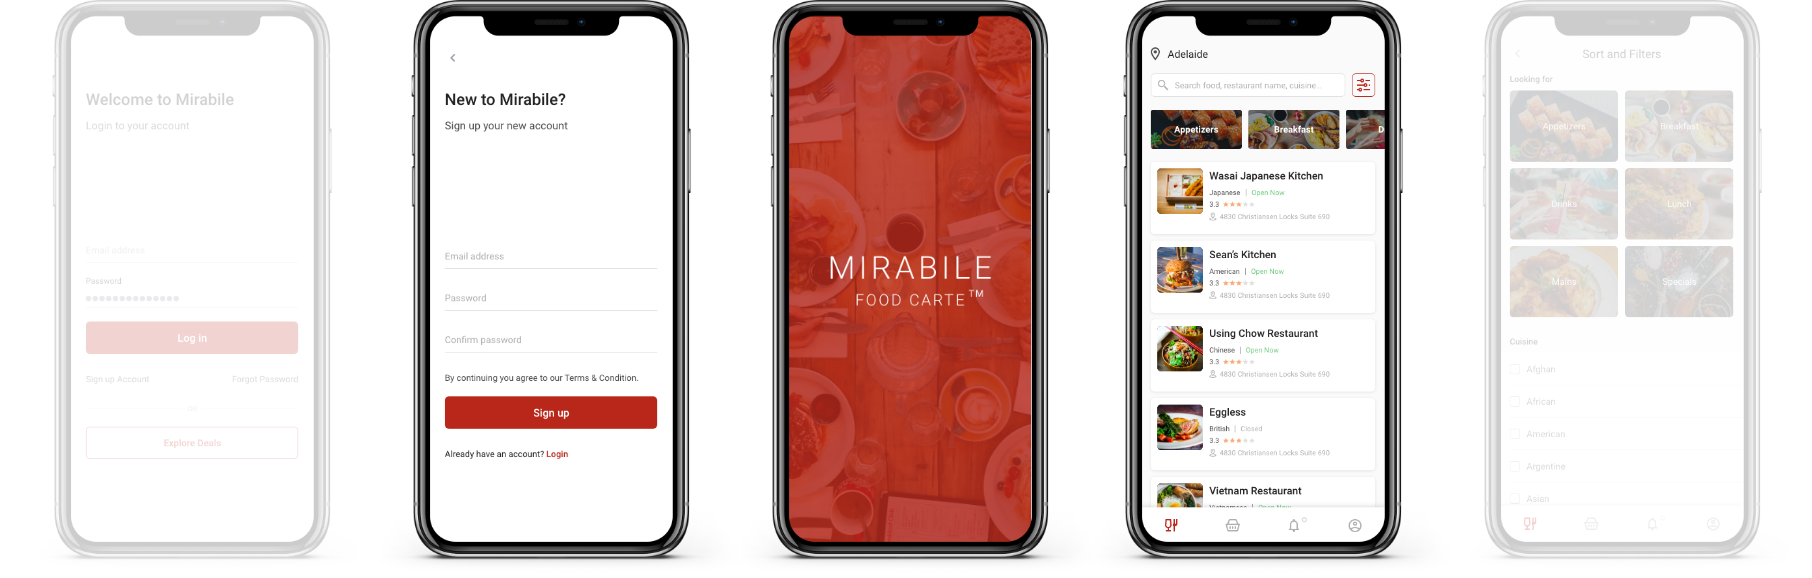 Welcome to Mirabile
Login to your account
Email address
Password
Log in
Sign up Account
Forgot Password
OR
Explore Deals
New to Mirabile?
Sign up your new account
Email address
Password
Confirm password
By continuing you agree to our Terms & Condition.
Sign up
Already have an account? Login
MIRABILE
FOOD CARTE™
Adelaide
Search food, restaurant name, cuisine..
Appetizers
Breakfast
D
Wasai Japanese Kitchen
Japanese | Open Now
3.3
4830 Christiansen Locks Suite 690
Sean's Kitchen
American | Open Now
3.3
4830 Christiansen Locks Suite 690
Using Chow Restaurant
Chinese | Open Now
3.3
4830 Christiansen Locks Suite 690
Eggless
British | Closed
3.3
4830 Christiansen Locks Suite 690
Vietnam Restaurant
Vietnamese | Open Now
Sort and Filters
Looking for
Appetizers
Breakfast
Drinks
Lunch
Mains
Specials
Cuisine
Afghan
African
American
Argentine
Asian